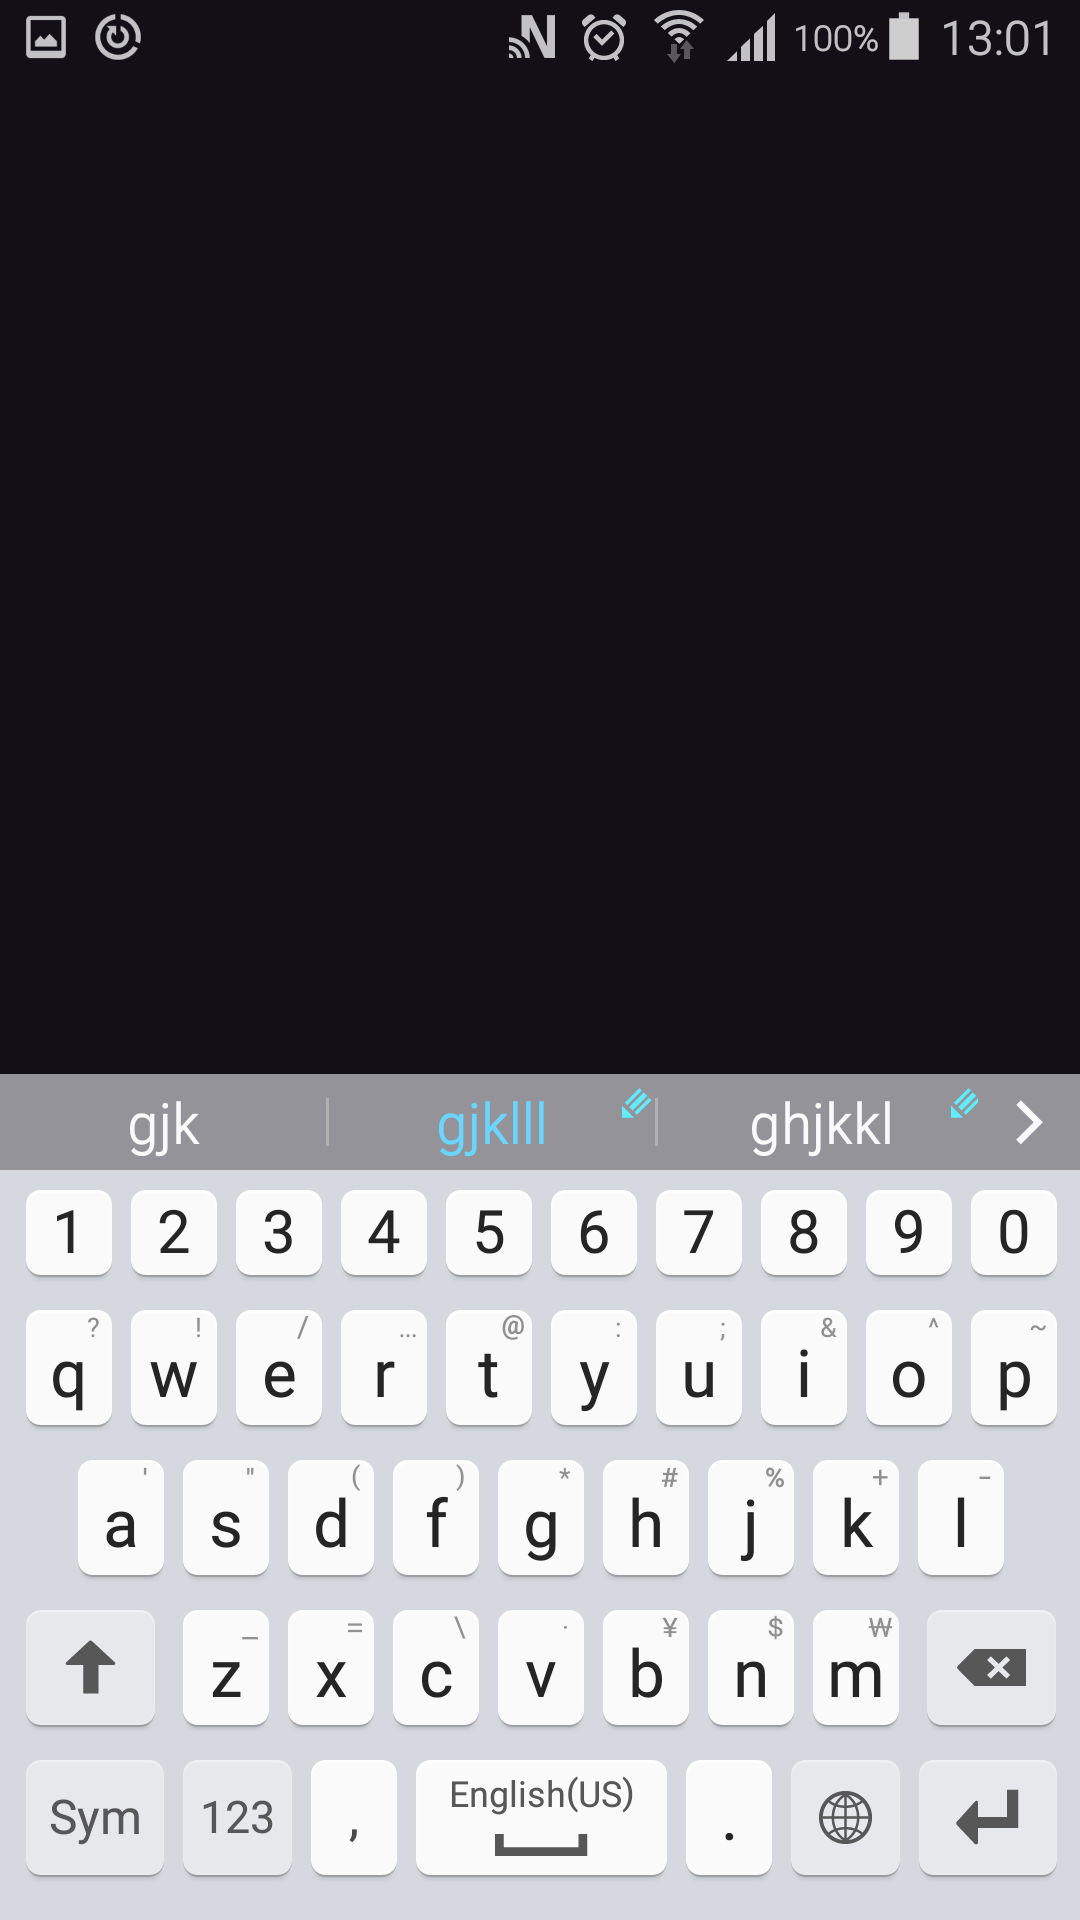 100% 13:01
gjk gjklll ghjkkl
1 2 3 4 5 6 7 8 9 0
? ! / ... @ : ; & ^ ~
q w e r t y u i o p
' " ( ) * # % + -
a s d f g h j k l
_ = \ · ¥ $ ₩
z x c v b n m
Sym 123 , English(US) .